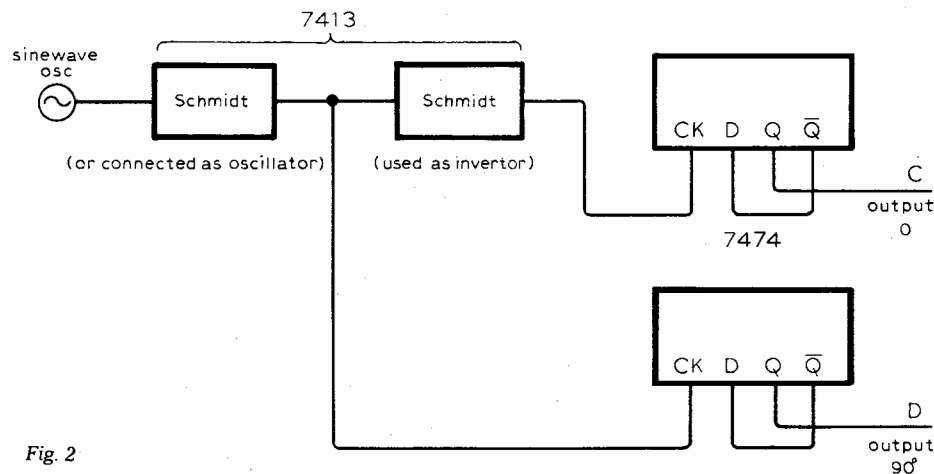 7413
sinewave
osc
Schmidt
Schmidt
(or connected as oscillator)
(used as invertor)
CK D Q Q̅
C
output
0
7474
CK D Q Q̅
D
output
90°
Fig. 2